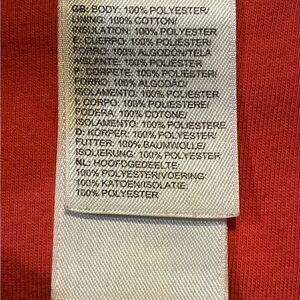 GB: BODY: 100% POLYESTER/
LINING: 100% COTTON/
INSULATION: 100% POLYESTER
E: CUERPO: 100% POLIÉSTER/
FORRO: 100% ALGODÓN/TELA
AISLANTE: 100% POLIÉSTER
P: CORPETE: 100% POLIÉSTER/
FORRO: 100% ALGODÃO/
ISOLAMENTO: 100% POLIÉSTER
I: CORPO: 100% POLIESTERE/
FODERA: 100% COTONE/
ISOLAMENTO: 100% POLIESTERE
D: KÖRPER: 100% POLYESTER/
FUTTER: 100% BAUMWOLLE/
ISOLIERUNG: 100% POLYESTER
NL: HOOFDGEDEELTE:
100% POLYESTER/VOERING:
100% KATOEN/ISOLATIE:
100% POLYESTER